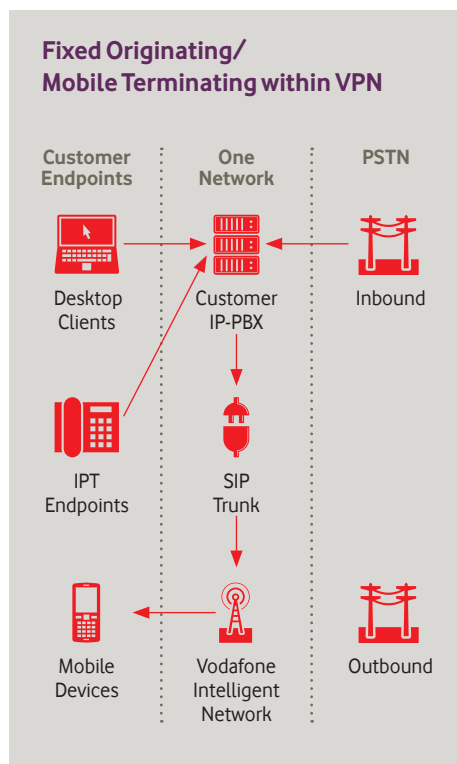 Fixed Originating/
Mobile Terminating within VPN
Customer
Endpoints
One
Network
PSTN
Desktop
Clients
Customer
IP-PBX
Inbound
IPT
Endpoints
SIP
Trunk
Mobile
Devices
Vodafone
Intelligent
Network
Outbound